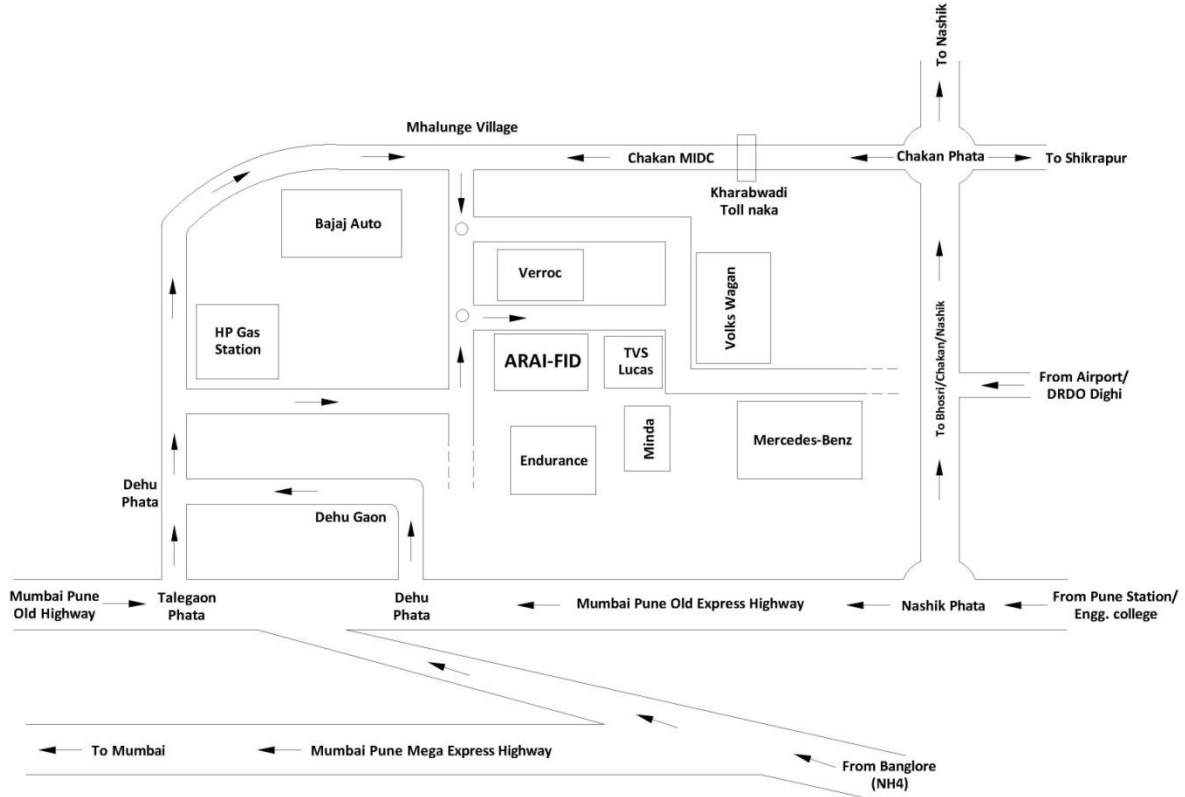 To Nashik
Mhalunge Village
Chakan MIDC
Chakan Phata
To Shikrapur
Kharabwadi
Toll naka
Bajaj Auto
Verroc
Volks Wagan
HP Gas
Station
ARAI-FID
TVS
Lucas
To Bhosri/Chakan/Nashik
From Airport/
DRDO Dighi
Minda
Mercedes-Benz
Endurance
Dehu
Phata
Dehu Gaon
Mumbai Pune
Old Highway
Talegaon
Phata
Dehu
Phata
Mumbai Pune Old Express Highway
Nashik Phata
From Pune Station/
Engg. college
To Mumbai
Mumbai Pune Mega Express Highway
From Banglore
(NH4)